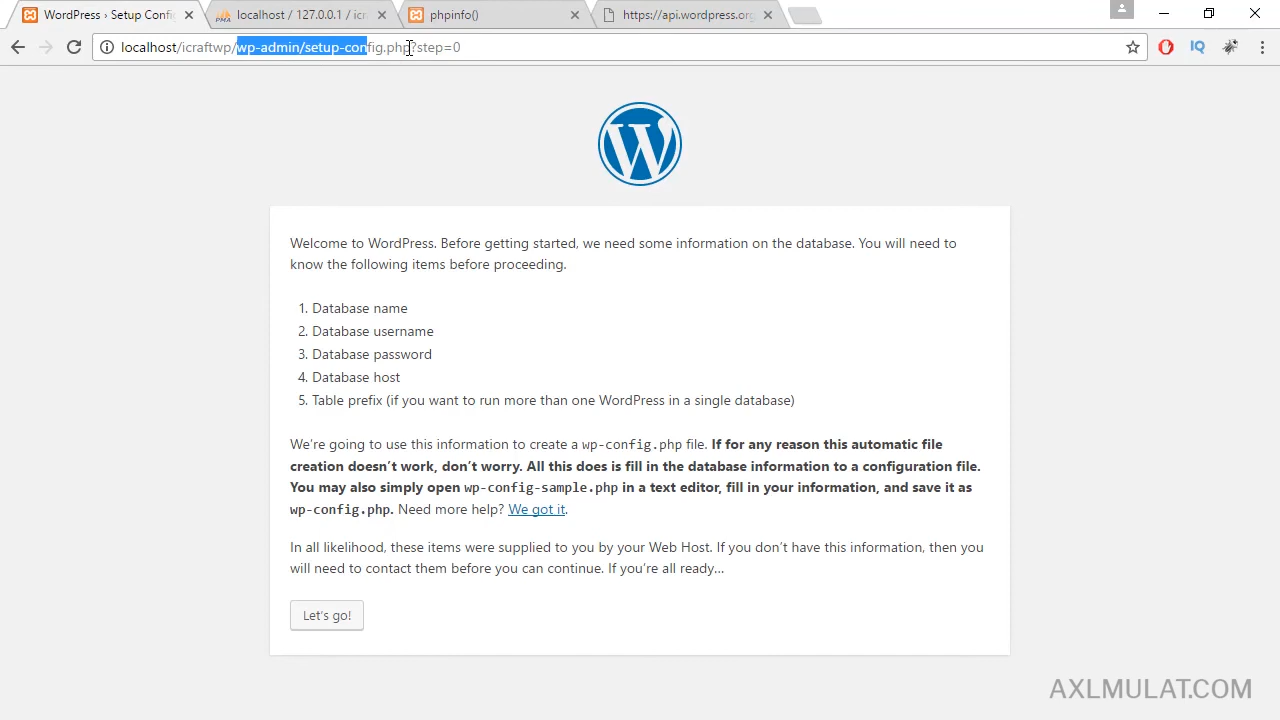 WordPress › Setup Config
localhost / 127.0.0.1 / icra
phpinfo()
https://api.wordpress.org
localhost/icraftwp/wp-admin/setup-config.php?step=0
IQ
Welcome to WordPress. Before getting started, we need some information on the database. You will need to
know the following items before proceeding.
1. Database name
2. Database username
3. Database password
4. Database host
5. Table prefix (if you want to run more than one WordPress in a single database)
We're going to use this information to create a wp-config.php file. If for any reason this automatic file
creation doesn’t work, don’t worry. All this does is fill in the database information to a configuration file.
You may also simply open wp-config-sample.php in a text editor, fill in your information, and save it as
wp-config.php. Need more help? We got it.
In all likelihood, these items were supplied to you by your Web Host. If you don’t have this information, then you
will need to contact them before you can continue. If you’re all ready…
Let’s go!
AXLMULAT.COM